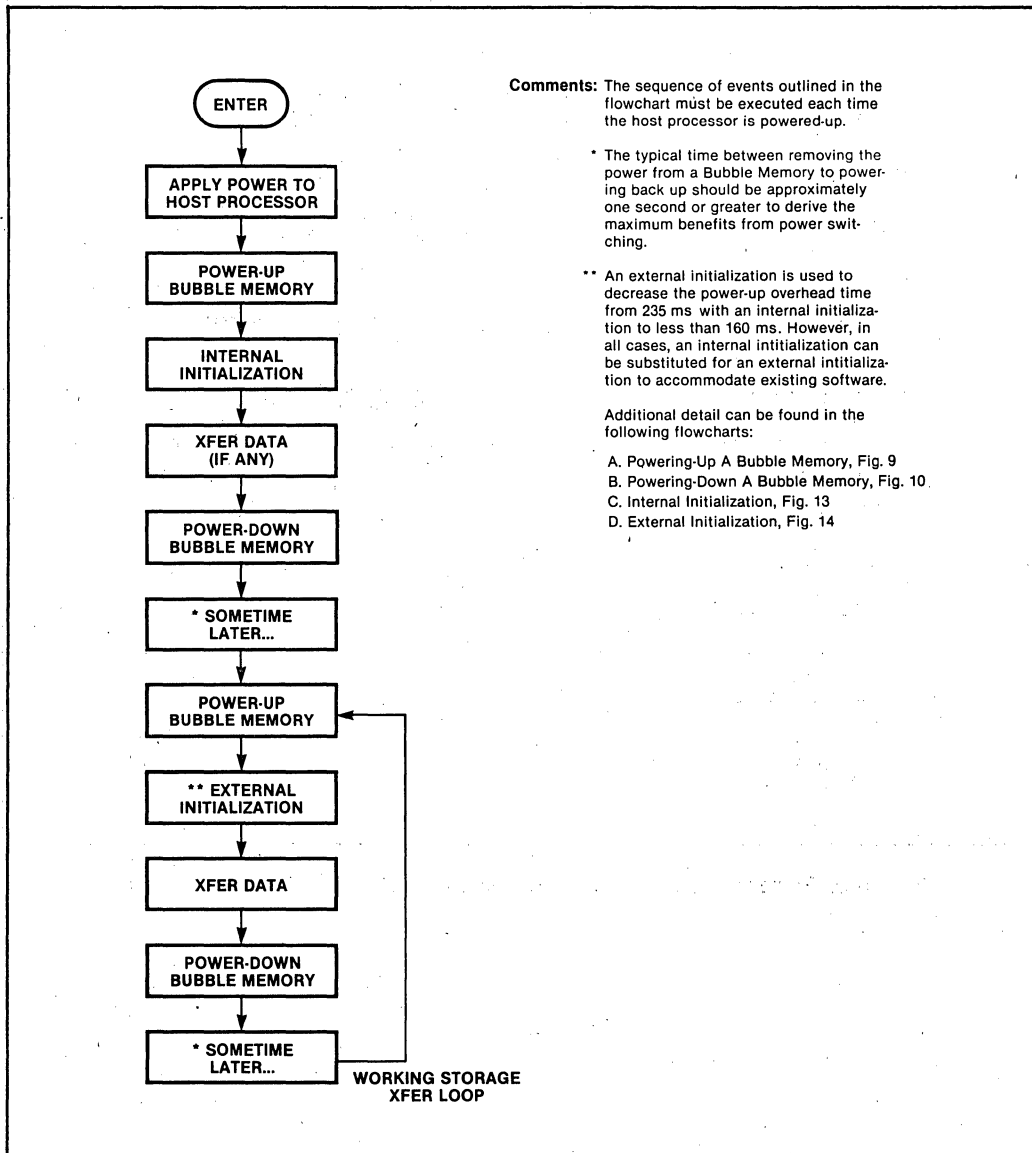 ENTER
APPLY POWER TO
HOST PROCESSOR
POWER-UP
BUBBLE MEMORY
INTERNAL
INITIALIZATION
XFER DATA
(IF ANY)
POWER-DOWN
BUBBLE MEMORY
* SOMETIME
LATER...
POWER-UP
BUBBLE MEMORY
** EXTERNAL
INITIALIZATION
XFER DATA
POWER-DOWN
BUBBLE MEMORY
* SOMETIME
LATER...
WORKING STORAGE
XFER LOOP
Comments: The sequence of events outlined in the
flowchart must be executed each time
the host processor is powered-up.
* The typical time between removing the
power from a Bubble Memory to power-
ing back up should be approximately
one second or greater to derive the
maximum benefits from power swit-
ching.
** An external initialization is used to
decrease the power-up overhead time
from 235 ms with an internal initializa-
tion to less than 160 ms. However, in
all cases, an internal intitialization can
be substituted for an external intitializa-
tion to accommodate existing software.
Additional detail can be found in the
following flowcharts:
A. Powering-Up A Bubble Memory, Fig. 9
B. Powering-Down A Bubble Memory, Fig. 10
C. Internal Initialization, Fig. 13
D. External Initialization, Fig. 14